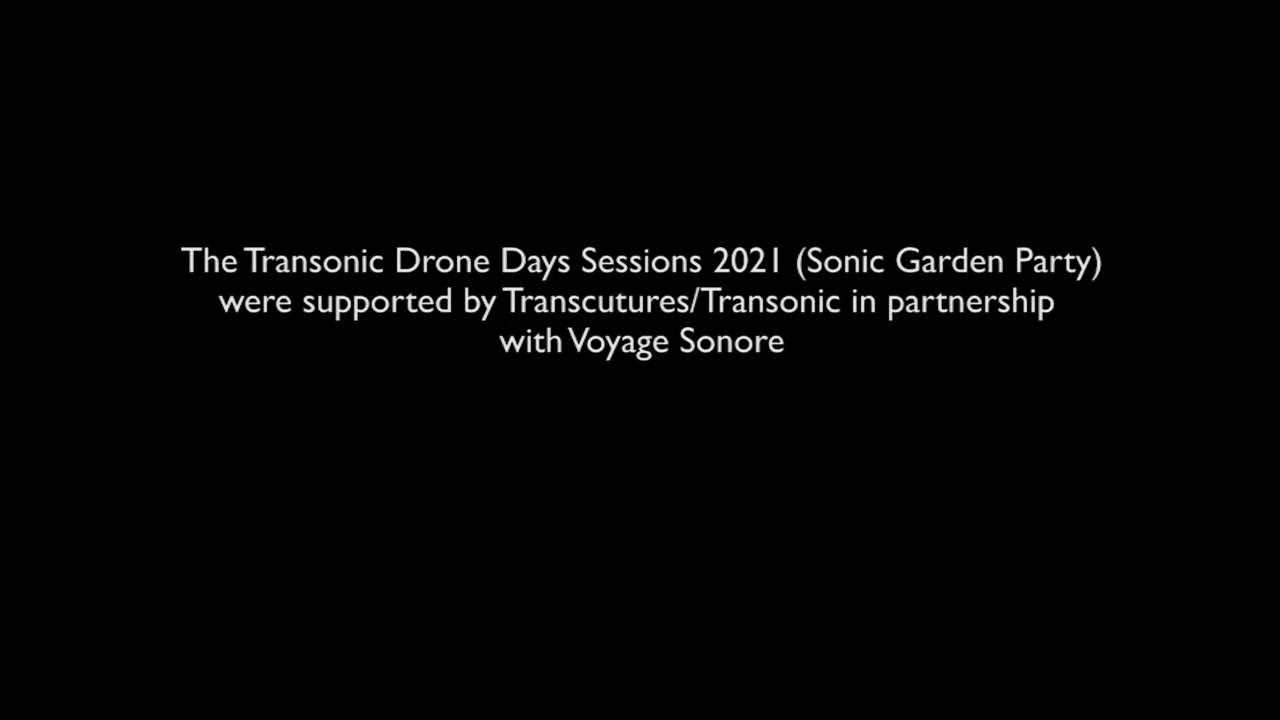 The Transonic Drone Days Sessions 2021 (Sonic Garden Party)
were supported by Transcutures/Transonic in partnership
with Voyage Sonore